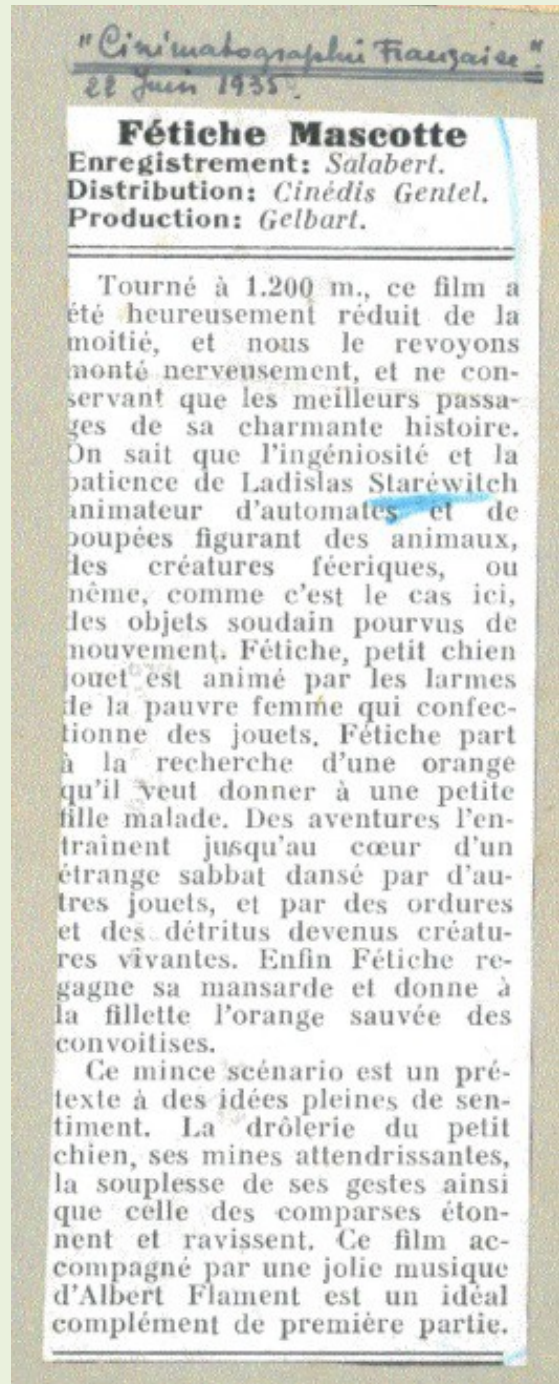 "Cinématographie Française".
22 Juin 1935.
Fétiche Mascotte
Enregistrement: Salabert.
Distribution: Cinédis Gentel.
Production: Gelbart.
Tourné à 1.200 m., ce film a
été heureusement réduit de la
moitié, et nous le revoyons
monté nerveusement, et ne con-
servant que les meilleurs passa-
ges de sa charmante histoire.
On sait que l'ingéniosité et la
patience de Ladislas Staréwitch
animateur d'automates et de
poupées figurant des animaux,
des créatures féeriques, ou
même, comme c'est le cas ici,
des objets soudain pourvus de
mouvement. Fétiche, petit chien
jouet est animé par les larmes
de la pauvre femme qui confec-
tionne des jouets. Fétiche part
à la recherche d'une orange
qu'il veut donner à une petite
fille malade. Des aventures l'en-
traînent jusqu'au cœur d'un
étrange sabbat dansé par d'au-
tres jouets, et par des ordures
et des détritus devenus créatu-
res vivantes. Enfin Fétiche re-
gagne sa mansarde et donne à
la fillette l'orange sauvée des
convoitises.
Ce mince scénario est un pré-
texte à des idées pleines de sen-
timent. La drôlerie du petit
chien, ses mines attendrissantes,
la souplesse de ses gestes ainsi
que celle des comparses éton-
nent et ravissent. Ce film ac-
compagné par une jolie musique
d'Albert Flament est un idéal
complément de première partie.